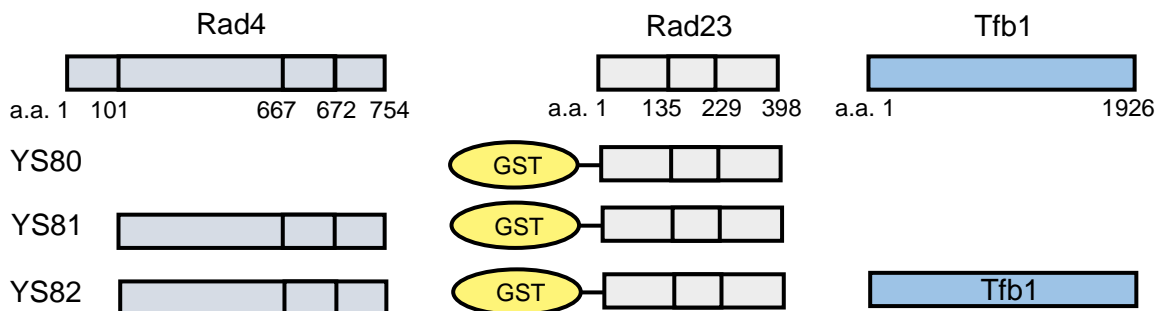 Rad4 Rad23 Tfb1
a.a. 1 101 667 672 754 a.a. 1 135 229 398 a.a. 1 1926
YS80 GST
YS81 GST
YS82 GST Tfb1